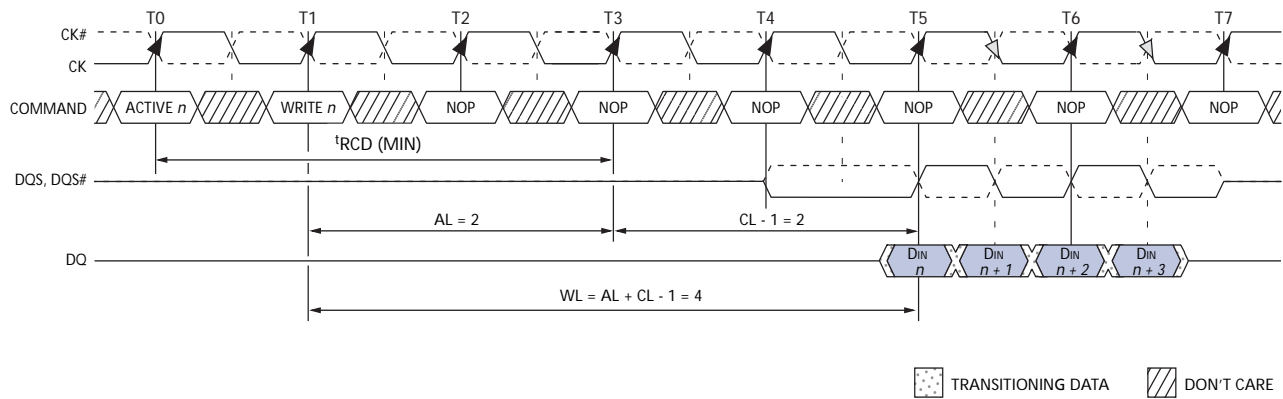 T0 T1 T2 T3 T4 T5 T6 T7
CK#
CK
COMMAND ACTIVE n WRITE n NOP NOP NOP NOP NOP NOP
tRCD (MIN)
DQS, DQS#
AL = 2 CL - 1 = 2
DQ DIN n DIN n + 1 DIN n + 2 DIN n + 3
WL = AL + CL - 1 = 4
TRANSITIONING DATA DON'T CARE